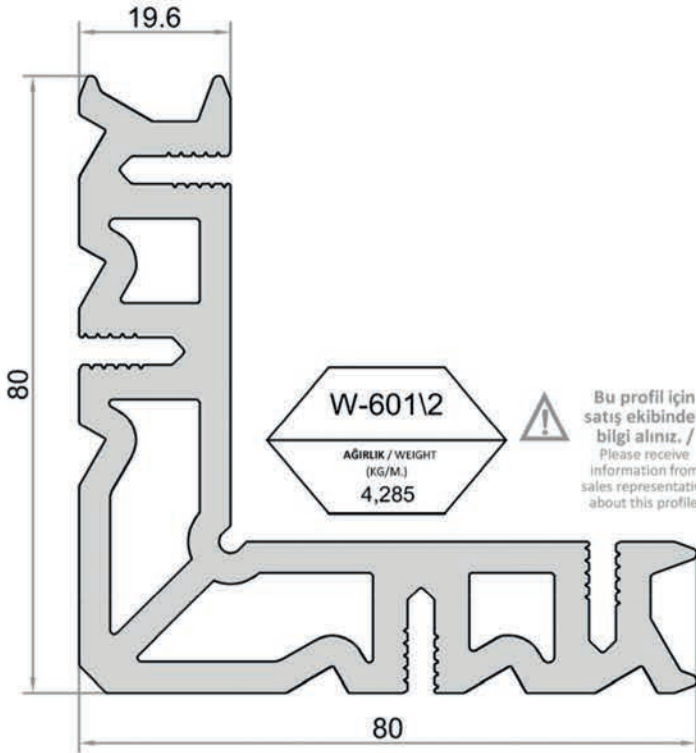 19.6
80
W-601\2
AĞIRLIK / WEIGHT
(KG/M.)
4,285
Bu profil için
satış ekibinde
bilgi alınız. /
Please receive
information from
sales representativ
about this profile
80